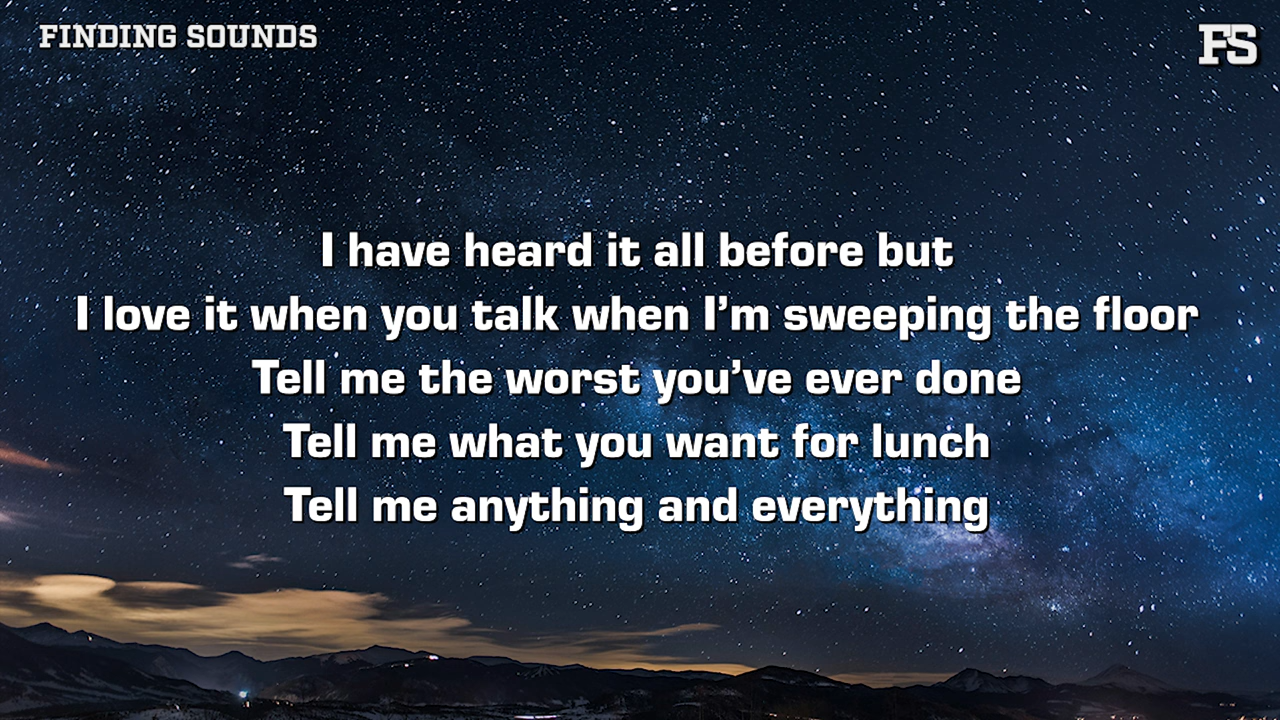 FINDING SOUNDS
FS
I have heard it all before but
I love it when you talk when I’m sweeping the floor
Tell me the worst you’ve ever done
Tell me what you want for lunch
Tell me anything and everything